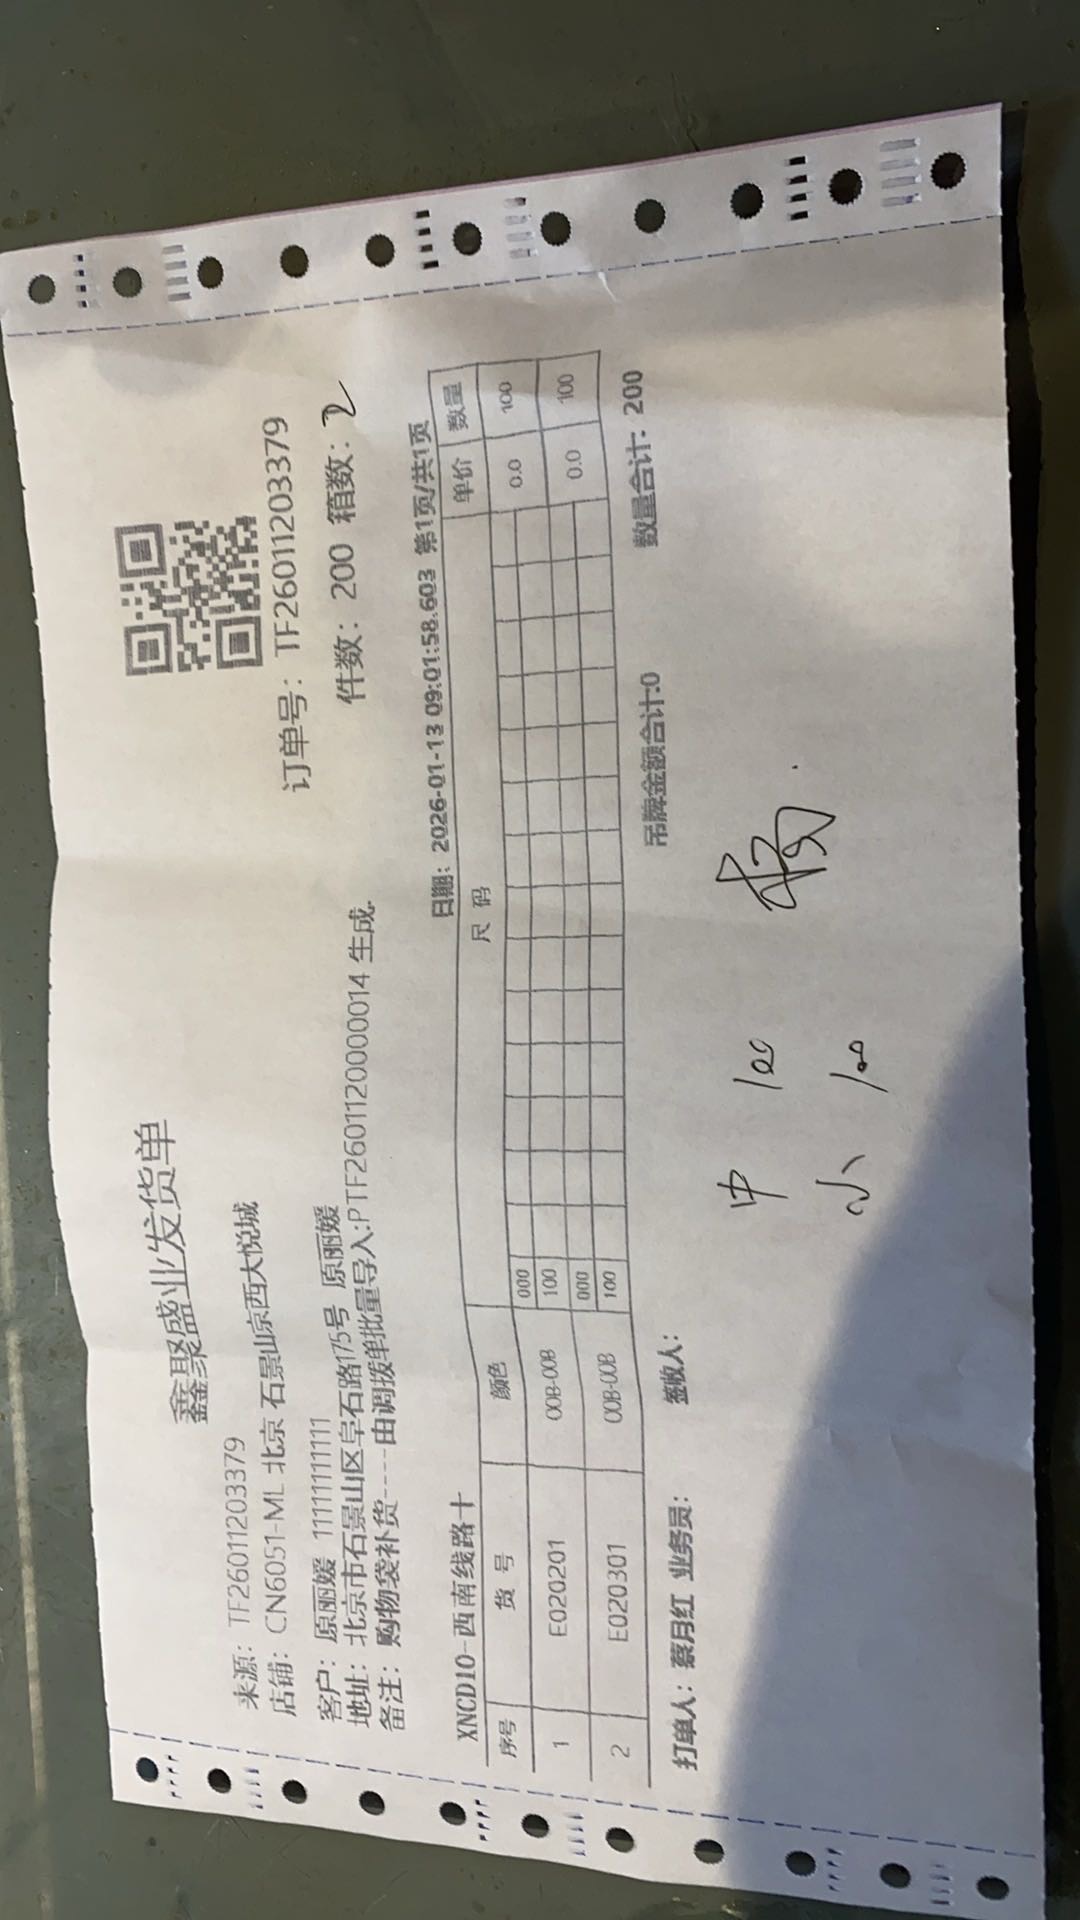 鑫聚盛业发货单
来源: TF26011203379
店铺: CN6051-ML 北京 石景山京西大悦城
订单号: TF26011203379
客户: 原丽媛 11111111111
件数: 200 箱数: 2
地址: 北京市石景山区阜石路175号 原丽媛
备注: 购物袋补货----由调拨单批量导入:PTF2601120000014 生成.
XNCD10-西南线路十 日期: 2026-01-13 09:01:58.603 第1页/共1页
序号 货 号 颜色 尺 码 单价 数量
1 E020201 00B-00B 000 100 0.0 100
2 E020301 00B-00B 000 100 0.0 100
打单人: 蔡月红 业务员: 签收人: 吊牌金额合计:0 数量合计: 200
中 100
小 100